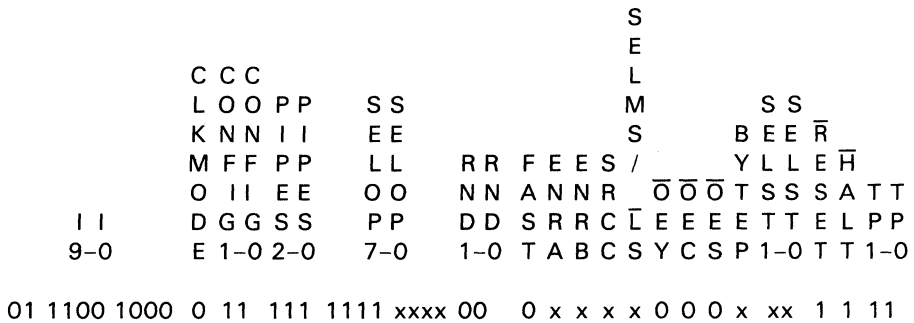 S
E
C C C L
L O O P P S S M S S
K N N I I E E S B E E R̅
M F F P P L L R R F E E S / Y L L E H̅
O I I E E O O N N A N N R O̅ O̅ O̅ T S S S A T T
I I D G G S S P P D D S R R C L̅ E E E E T T E L P P
9–0 E 1–0 2–0 7–0 1–0 T A B C S Y C S P 1–0 T T 1–0
01 1100 1000 0 11 111 1111 xxxx 00 0 x x x x 0 0 0 x xx 1 1 11